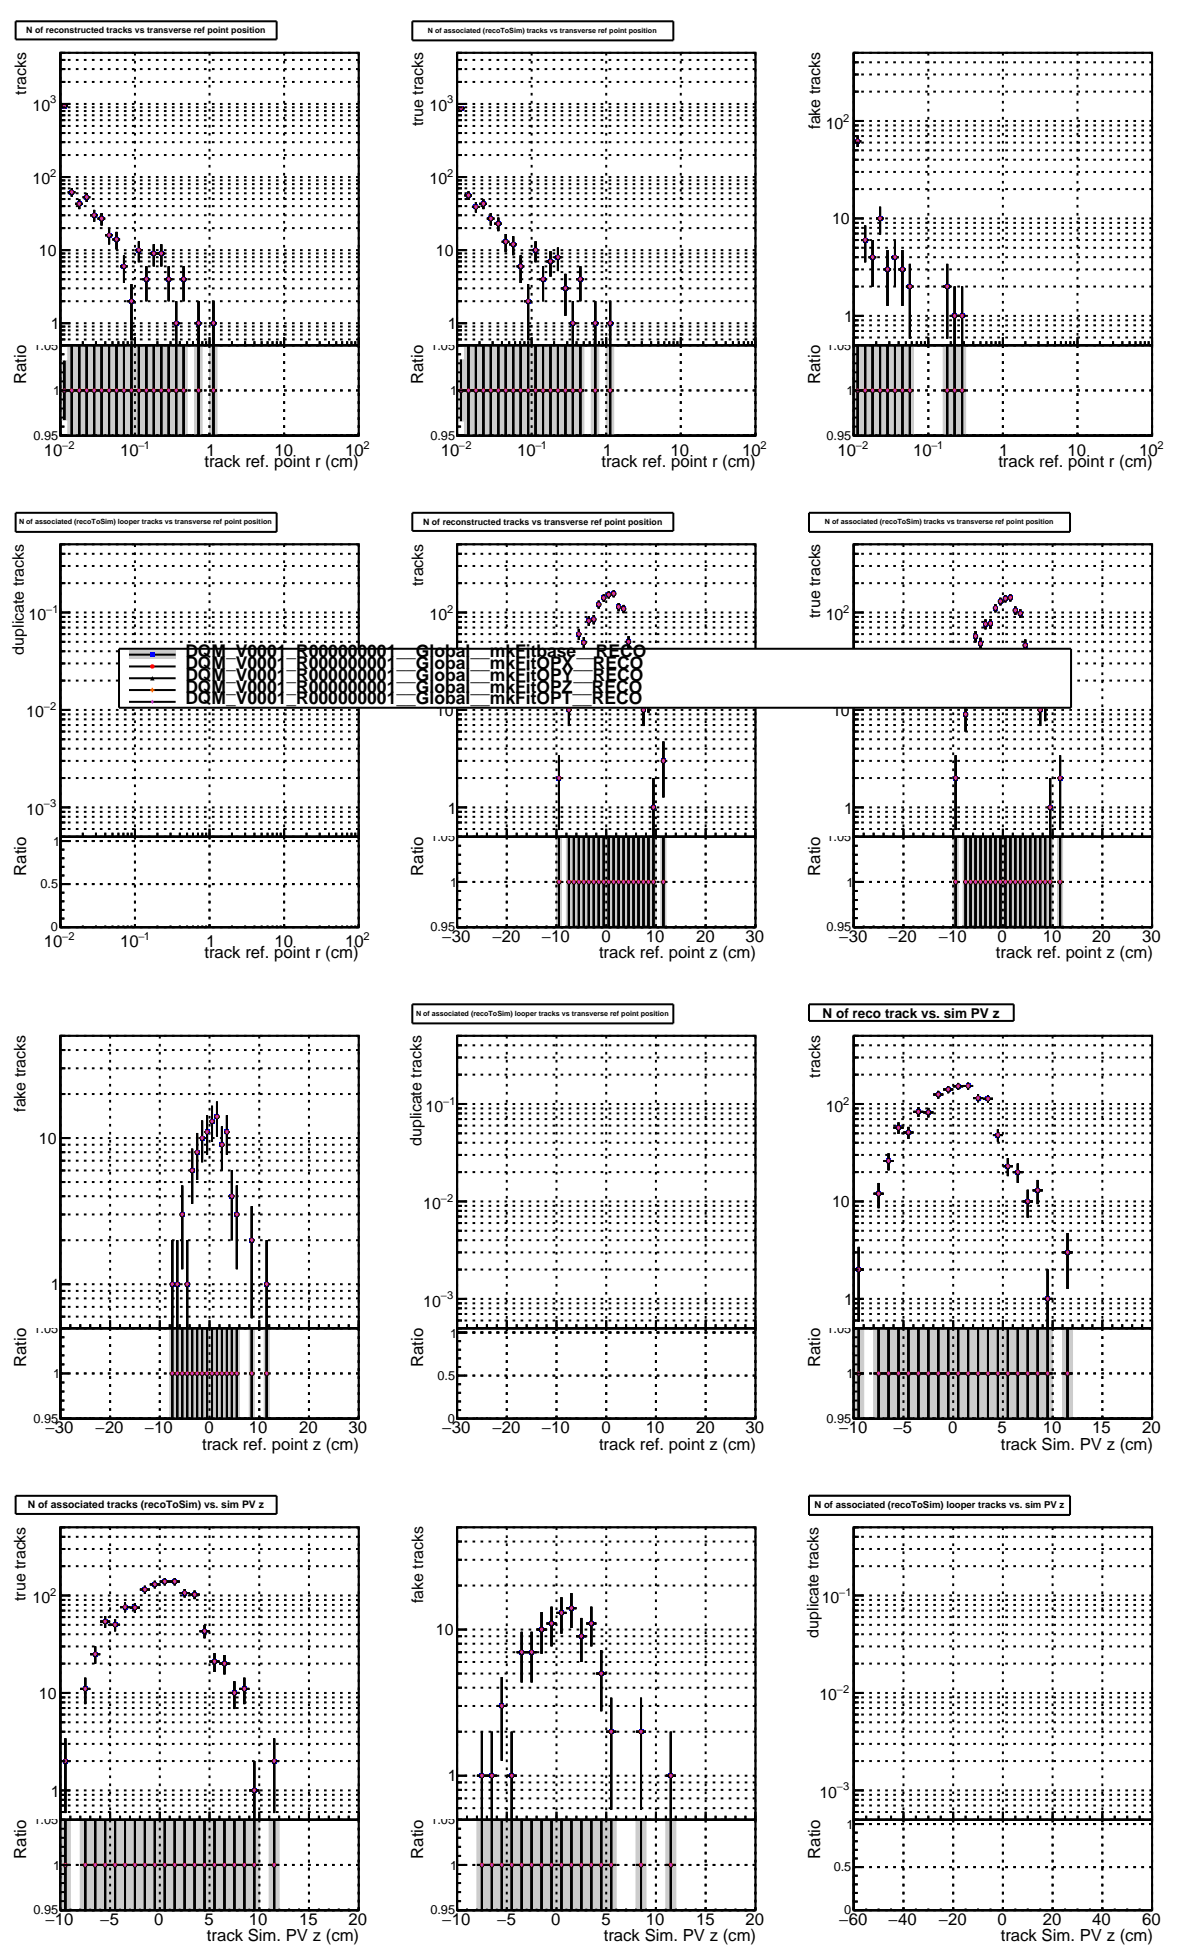 N of reconstructed tracks vs transverse ref point position
N of associated (recoToSim) tracks vs transverse ref point position
tracks
true tracks
fake tracks
10³
10²
10
1
10³
10²
10
1
10²
10
1
Ratio
1.05
1
0.95
Ratio
1.05
1
0.95
Ratio
1.05
1
0.95
10⁻² 10⁻¹ 1 10 10²
10⁻² 10⁻¹ 1 10 10²
10⁻² 10⁻¹ 1 10 10²
track ref. point r (cm)
track ref. point r (cm)
track ref. point r (cm)
N of associated (recoToSim) looper tracks vs transverse ref point position
N of reconstructed tracks vs transverse ref point position
N of associated (recoToSim) tracks vs transverse ref point position
duplicate tracks
tracks
true tracks
10⁻¹
10⁻²
10⁻³
10²
10
1
10²
10
1
DQM_V0001_R000000001__Global__mkFitbase__RECO
DQM_V0001_R000000001__Global__mkFitOPX__RECO
DQM_V0001_R000000001__Global__mkFitOPY__RECO
DQM_V0001_R000000001__Global__mkFitOPZ__RECO
DQM_V0001_R000000001__Global__mkFitOPT__RECO
Ratio
1
0.5
0
Ratio
1.05
1
0.95
Ratio
1.05
1
0.95
10⁻² 10⁻¹ 1 10 10²
−30 −20 −10 0 10 20 30
−30 −20 −10 0 10 20 30
track ref. point r (cm)
track ref. point z (cm)
track ref. point z (cm)
N of associated (recoToSim) looper tracks vs transverse ref point position
N of reco track vs. sim PV z
fake tracks
duplicate tracks
tracks
10
1
10⁻¹
10⁻²
10⁻³
10²
10
1
Ratio
1.05
1
0.95
Ratio
1
0.5
0
Ratio
1.05
1
0.95
−30 −20 −10 0 10 20 30
−30 −20 −10 0 10 20 30
−10 −5 0 5 10 15 20
track ref. point z (cm)
track ref. point z (cm)
track Sim. PV z (cm)
N of associated tracks (recoToSim) vs. sim PV z
N of associated (recoToSim) looper tracks vs. sim PV z
true tracks
fake tracks
duplicate tracks
10²
10
1
10
1
10⁻¹
10⁻²
10⁻³
Ratio
1.05
1
0.95
Ratio
1.05
1
0.95
Ratio
1
0.5
0
−10 −5 0 5 10 15 20
−10 −5 0 5 10 15 20
−60 −40 −20 0 20 40 60
track Sim. PV z (cm)
track Sim. PV z (cm)
track Sim. PV z (cm)